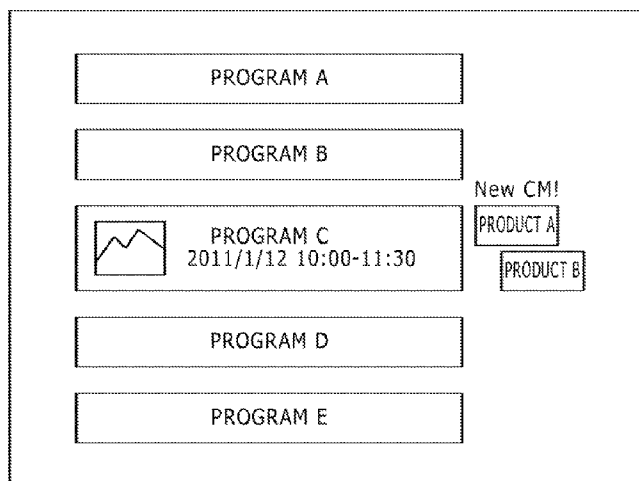 PROGRAM A
PROGRAM B
New CM!
PROGRAM C
2011/1/12 10:00-11:30
PRODUCT A
PRODUCT B
PROGRAM D
PROGRAM E